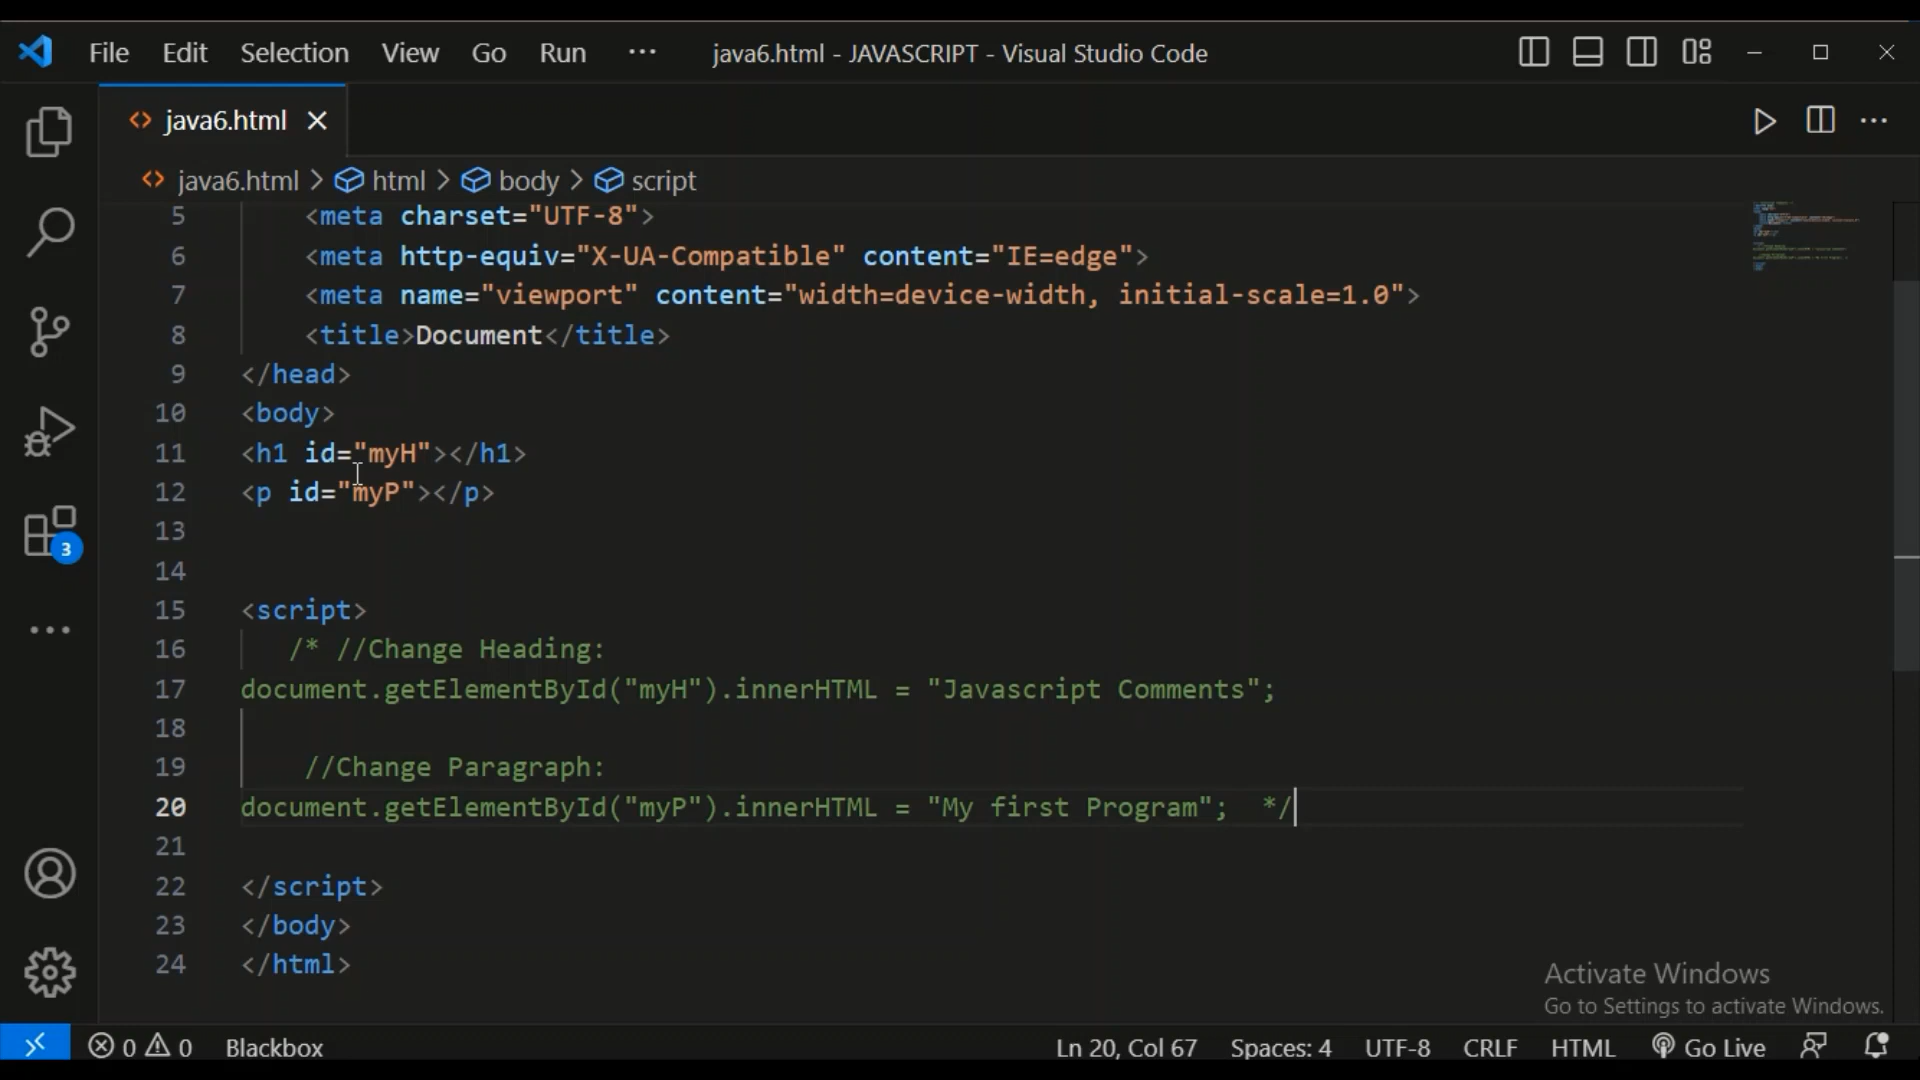 File Edit Selection View Go Run ··· java6.html - JAVASCRIPT - Visual Studio Code
java6.html
java6.html > html > body > script
5 <meta charset="UTF-8">
6 <meta http-equiv="X-UA-Compatible" content="IE=edge">
7 <meta name="viewport" content="width=device-width, initial-scale=1.0">
8 <title>Document</title>
9 </head>
10 <body>
11 <h1 id="myH"></h1>
12 <p id="myP"></p>
13
14
15 <script>
16 /* //Change Heading:
17 document.getElementById("myH").innerHTML = "Javascript Comments";
18
19 //Change Paragraph:
20 document.getElementById("myP").innerHTML = "My first Program";  */
21
22 </script>
23 </body>
24 </html>
3
Activate Windows
Go to Settings to activate Windows.
0 0 Blackbox Ln 20, Col 67 Spaces: 4 UTF-8 CRLF HTML Go Live